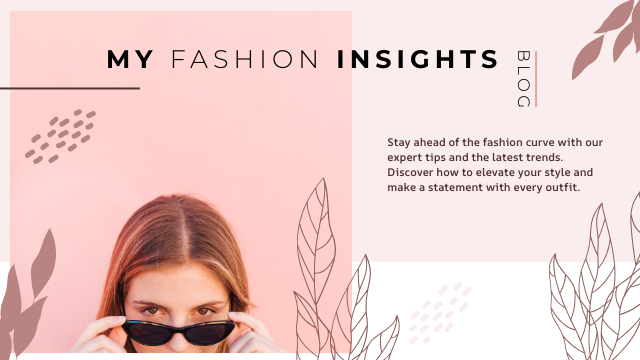 MY FASHION INSIGHTS
BLOG
Stay ahead of the fashion curve with our
expert tips and the latest trends.
Discover how to elevate your style and
make a statement with every outfit.